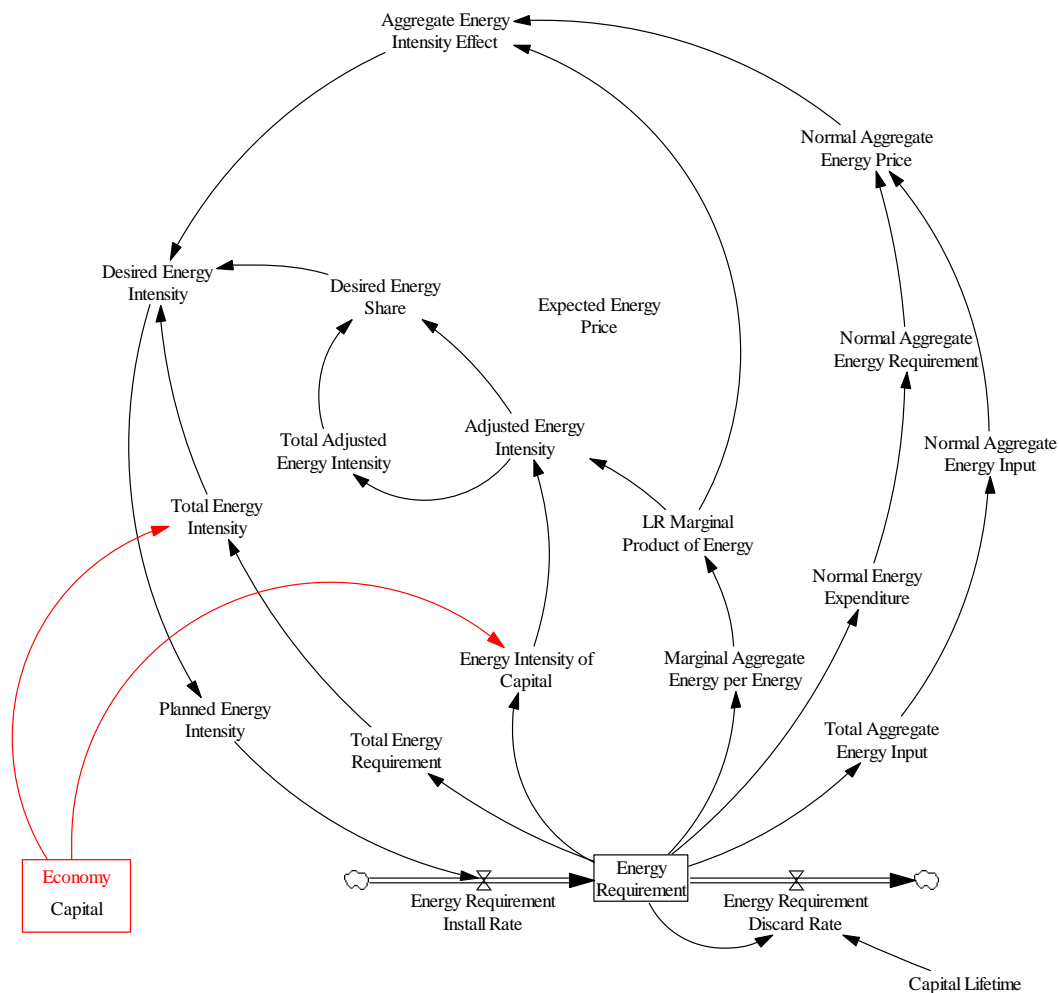 Aggregate Energy
Intensity Effect
Normal Aggregate
Energy Price
Desired Energy
Intensity
Desired Energy
Share
Expected Energy
Price
Normal Aggregate
Energy Requirement
Total Adjusted
Energy Intensity
Adjusted Energy
Intensity
Normal Aggregate
Energy Input
Total Energy
Intensity
LR Marginal
Product of Energy
Normal Energy
Expenditure
Energy Intensity of
Capital
Marginal Aggregate
Energy per Energy
Planned Energy
Intensity
Total Energy
Requirement
Total Aggregate
Energy Input
Economy
Capital
Energy
Requirement
Energy Requirement
Install Rate
Energy Requirement
Discard Rate
Capital Lifetime